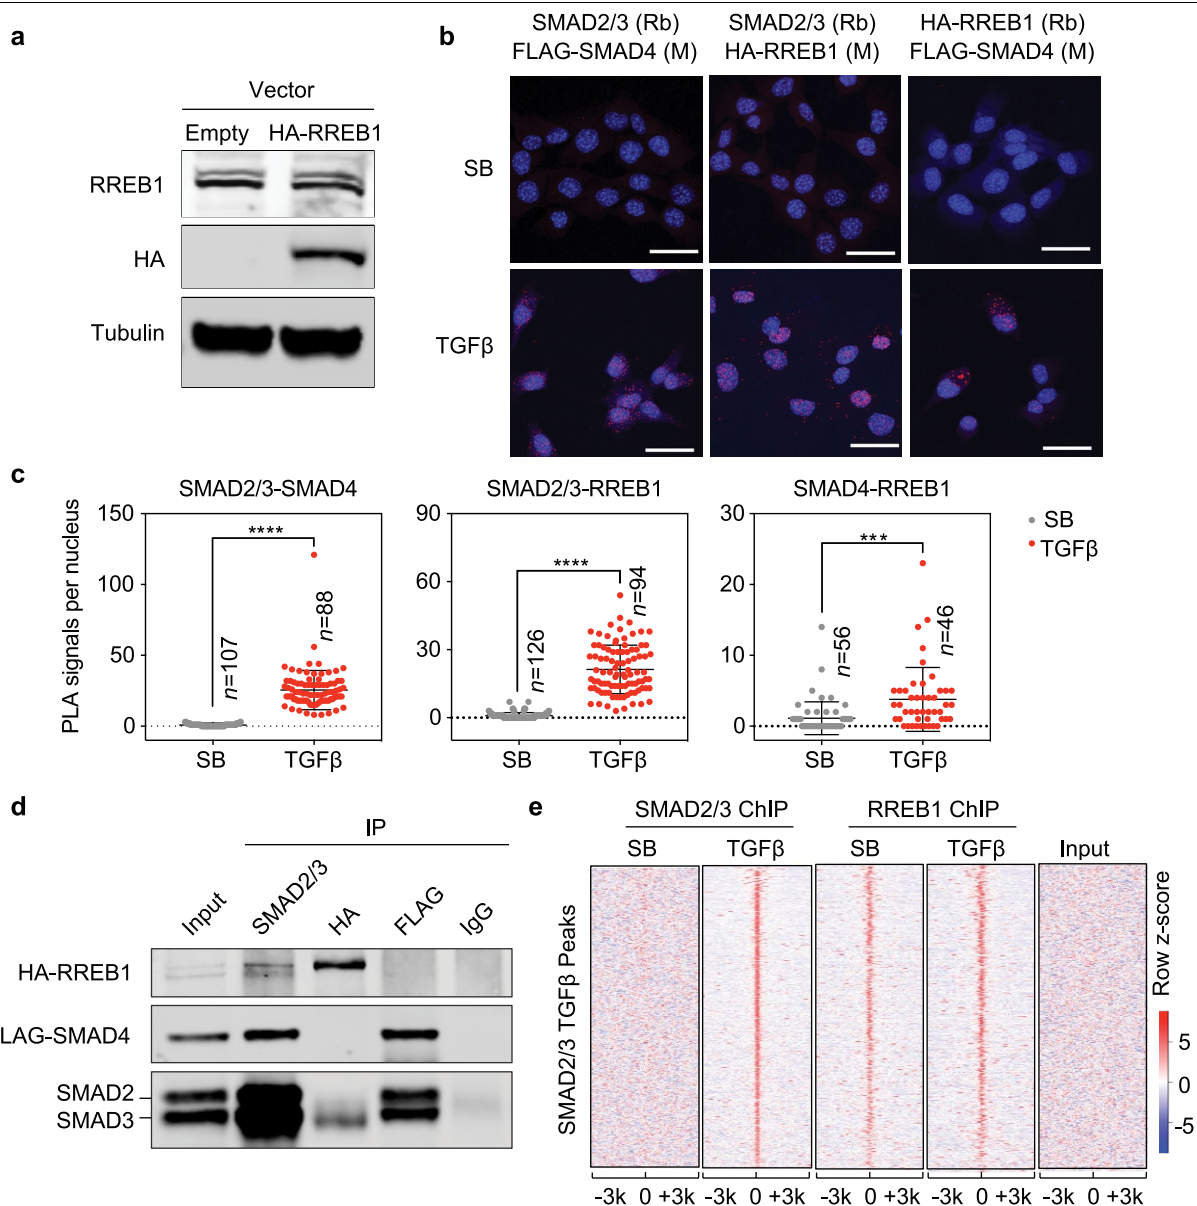 a
Vector
Empty HA-RREB1
RREB1
HA
Tubulin
b
SMAD2/3 (Rb)
FLAG-SMAD4 (M)
SMAD2/3 (Rb)
HA-RREB1 (M)
HA-RREB1 (Rb)
FLAG-SMAD4 (M)
SB
TGFβ
c
PLA signals per nucleus
SMAD2/3-SMAD4
150
100
50
0
****
n=107
n=88
SB TGFβ
SMAD2/3-RREB1
90
60
30
0
****
n=126
n=94
SB TGFβ
SMAD4-RREB1
30
20
10
0
***
n=56
n=46
SB TGFβ
SB
TGFβ
d
IP
Input SMAD2/3 HA FLAG IgG
HA-RREB1
LAG-SMAD4
SMAD2
SMAD3
e
SMAD2/3 ChIP RREB1 ChIP
SB TGFβ SB TGFβ Input
SMAD2/3 TGFβ Peaks
-3k 0 +3k -3k 0 +3k -3k 0 +3k -3k 0 +3k -3k 0 +3k
Row z-score
5
0
-5